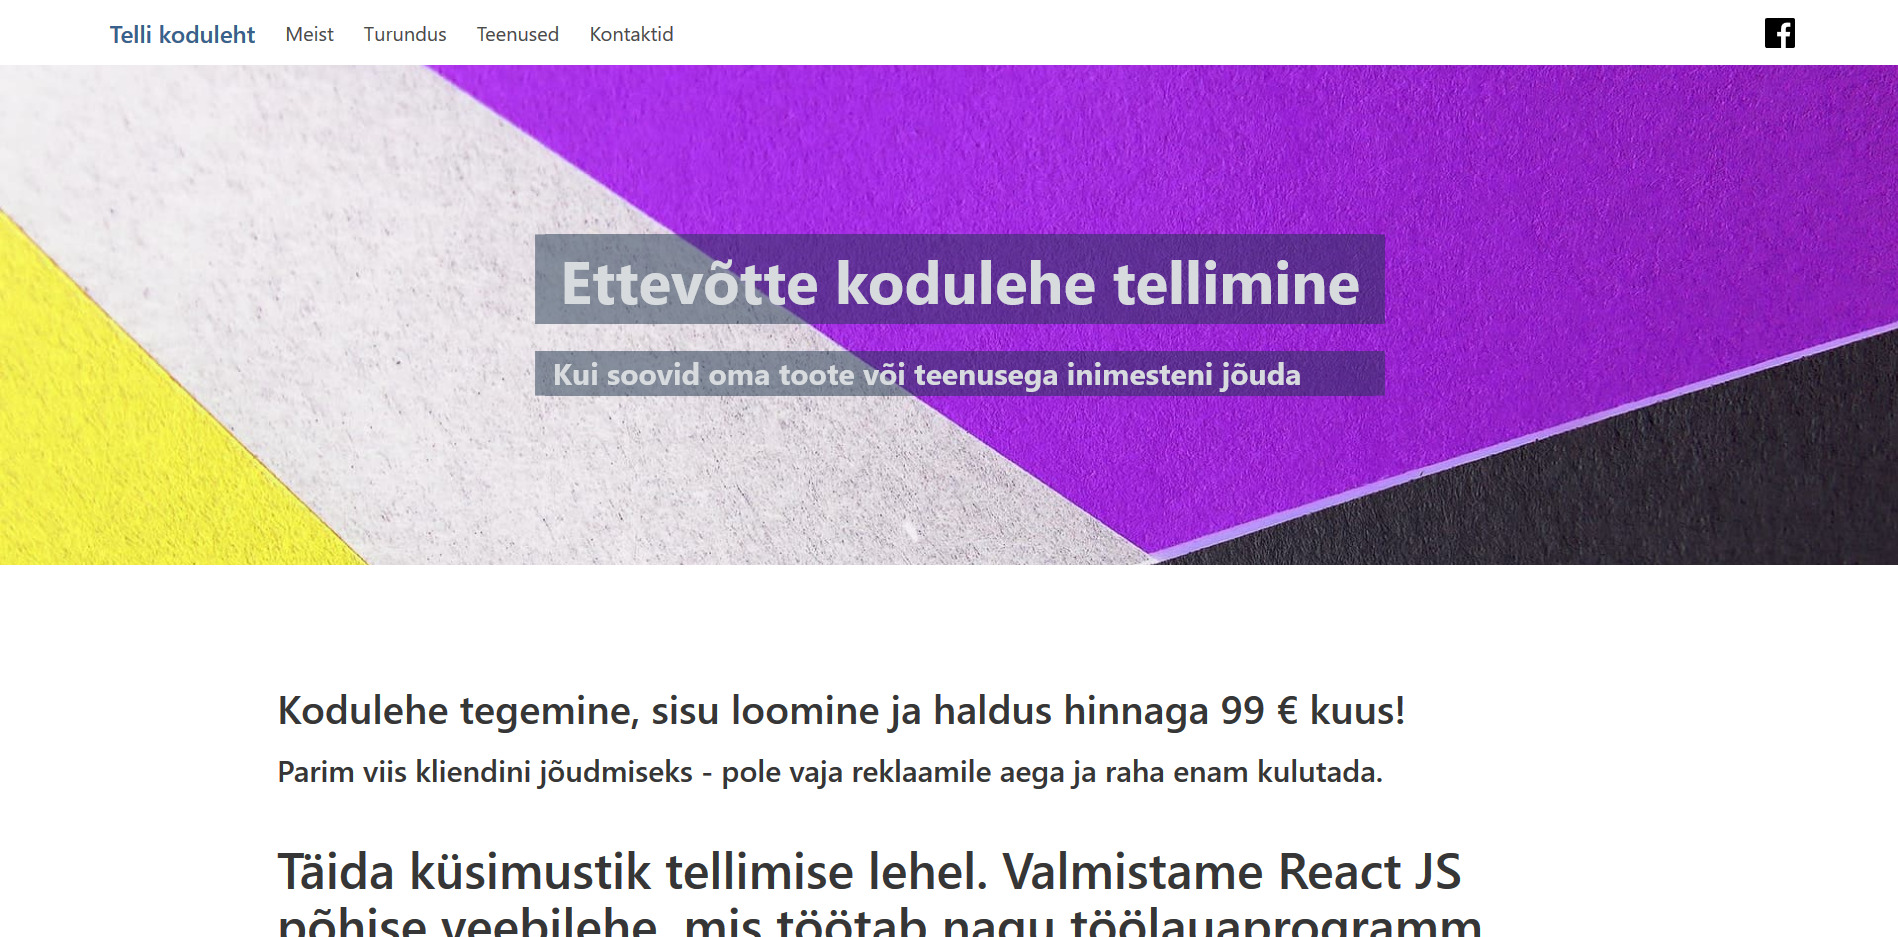 Telli koduleht Meist Turundus Teenused Kontaktid
Ettevõtte kodulehe tellimine
Kui soovid oma toote või teenusega inimesteni jõuda
Kodulehe tegemine, sisu loomine ja haldus hinnaga 99 € kuus!
Parim viis kliendini jõudmiseks - pole vaja reklaamile aega ja raha enam kulutada.
Täida küsimustik tellimise lehel. Valmistame React JS
põhise veebilehe, mis töötab nagu töölauaprogramm